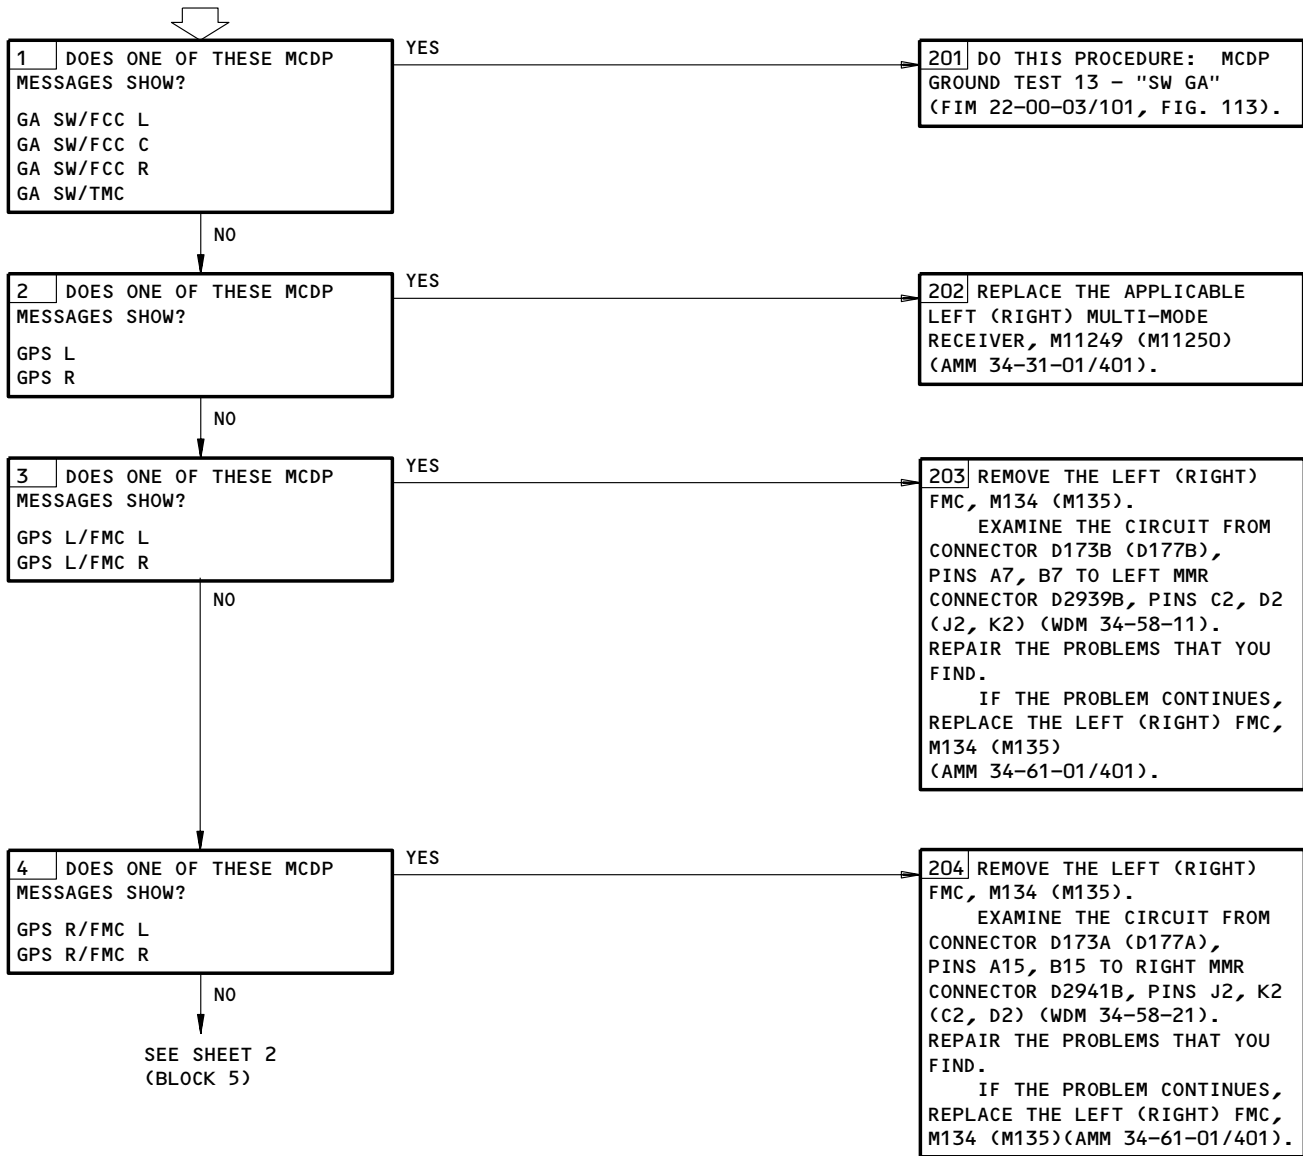 1 DOES ONE OF THESE MCDP
MESSAGES SHOW?
GA SW/FCC L
GA SW/FCC C
GA SW/FCC R
GA SW/TMC
YES
201 DO THIS PROCEDURE: MCDP
GROUND TEST 13 - "SW GA"
(FIM 22-00-03/101, FIG. 113).
NO
2 DOES ONE OF THESE MCDP
MESSAGES SHOW?
GPS L
GPS R
YES
202 REPLACE THE APPLICABLE
LEFT (RIGHT) MULTI-MODE
RECEIVER, M11249 (M11250)
(AMM 34-31-01/401).
NO
3 DOES ONE OF THESE MCDP
MESSAGES SHOW?
GPS L/FMC L
GPS L/FMC R
YES
203 REMOVE THE LEFT (RIGHT)
FMC, M134 (M135).
EXAMINE THE CIRCUIT FROM
CONNECTOR D173B (D177B),
PINS A7, B7 TO LEFT MMR
CONNECTOR D2939B, PINS C2, D2
(J2, K2) (WDM 34-58-11).
REPAIR THE PROBLEMS THAT YOU
FIND.
IF THE PROBLEM CONTINUES,
REPLACE THE LEFT (RIGHT) FMC,
M134 (M135)
(AMM 34-61-01/401).
NO
4 DOES ONE OF THESE MCDP
MESSAGES SHOW?
GPS R/FMC L
GPS R/FMC R
YES
204 REMOVE THE LEFT (RIGHT)
FMC, M134 (M135).
EXAMINE THE CIRCUIT FROM
CONNECTOR D173A (D177A),
PINS A15, B15 TO RIGHT MMR
CONNECTOR D2941B, PINS J2, K2
(C2, D2) (WDM 34-58-21).
REPAIR THE PROBLEMS THAT YOU
FIND.
IF THE PROBLEM CONTINUES,
REPLACE THE LEFT (RIGHT) FMC,
M134 (M135)(AMM 34-61-01/401).
NO
SEE SHEET 2
(BLOCK 5)